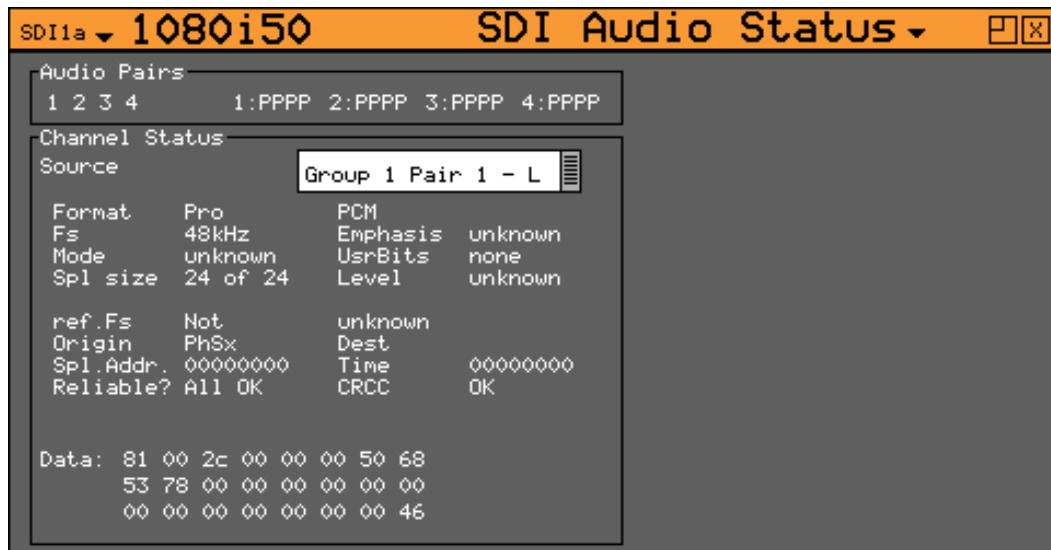 SDI1a 1080i50 SDI Audio Status
Audio Pairs
1 2 3 4 1:PPPP 2:PPPP 3:PPPP 4:PPPP
Channel Status
Source Group 1 Pair 1 - L
Format Pro PCM
Fs 48kHz Emphasis unknown
Mode unknown UsrBits none
Spl size 24 of 24 Level unknown
ref.Fs Not unknown
Origin PhSx Dest
Spl.Addr. 00000000 Time 00000000
Reliable? All OK CRCC OK
Data: 81 00 2c 00 00 00 50 68
53 78 00 00 00 00 00 00
00 00 00 00 00 00 00 46